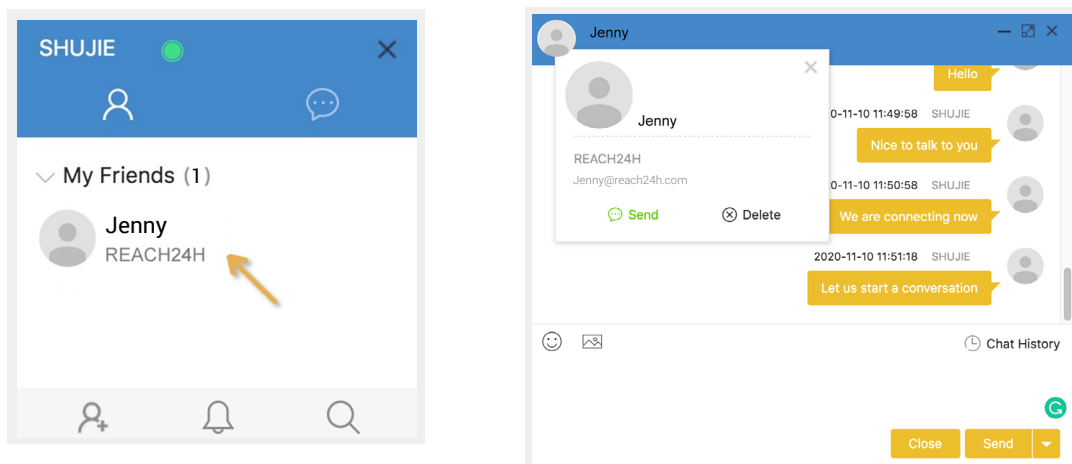 SHUJIE
My Friends (1)
Jenny
REACH24H
Jenny
Hello
Jenny
REACH24H
Jenny@reach24h.com
Send Delete
0-11-10 11:49:58 SHUJIE
Nice to talk to you
0-11-10 11:50:58 SHUJIE
We are connecting now
2020-11-10 11:51:18 SHUJIE
Let us start a conversation
Chat History
Close Send